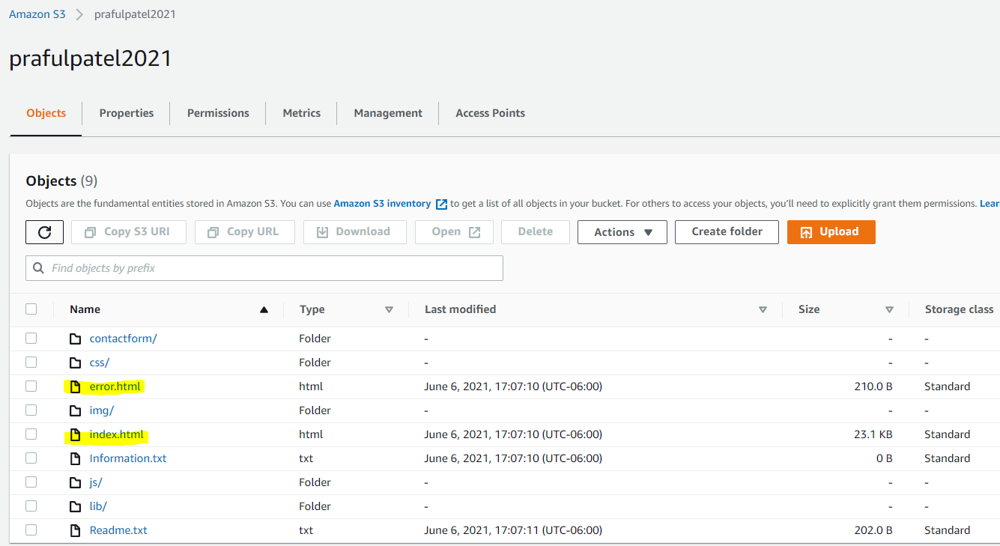 Amazon S3 > prafulpatel2021
prafulpatel2021
Objects Properties Permissions Metrics Management Access Points
Objects (9)
Objects are the fundamental entities stored in Amazon S3. You can use Amazon S3 inventory to get a list of all objects in your bucket. For others to access your objects, you'll need to explicitly grant them permissions. Lear
Copy S3 URI Copy URL Download Open Delete Actions Create folder Upload
Find objects by prefix
Name Type Last modified Size Storage class
contactform/ Folder - - -
css/ Folder - - -
error.html html June 6, 2021, 17:07:10 (UTC-06:00) 210.0 B Standard
img/ Folder - - -
index.html html June 6, 2021, 17:07:10 (UTC-06:00) 23.1 KB Standard
Information.txt txt June 6, 2021, 17:07:10 (UTC-06:00) 0 B Standard
js/ Folder - - -
lib/ Folder - - -
Readme.txt txt June 6, 2021, 17:07:11 (UTC-06:00) 202.0 B Standard